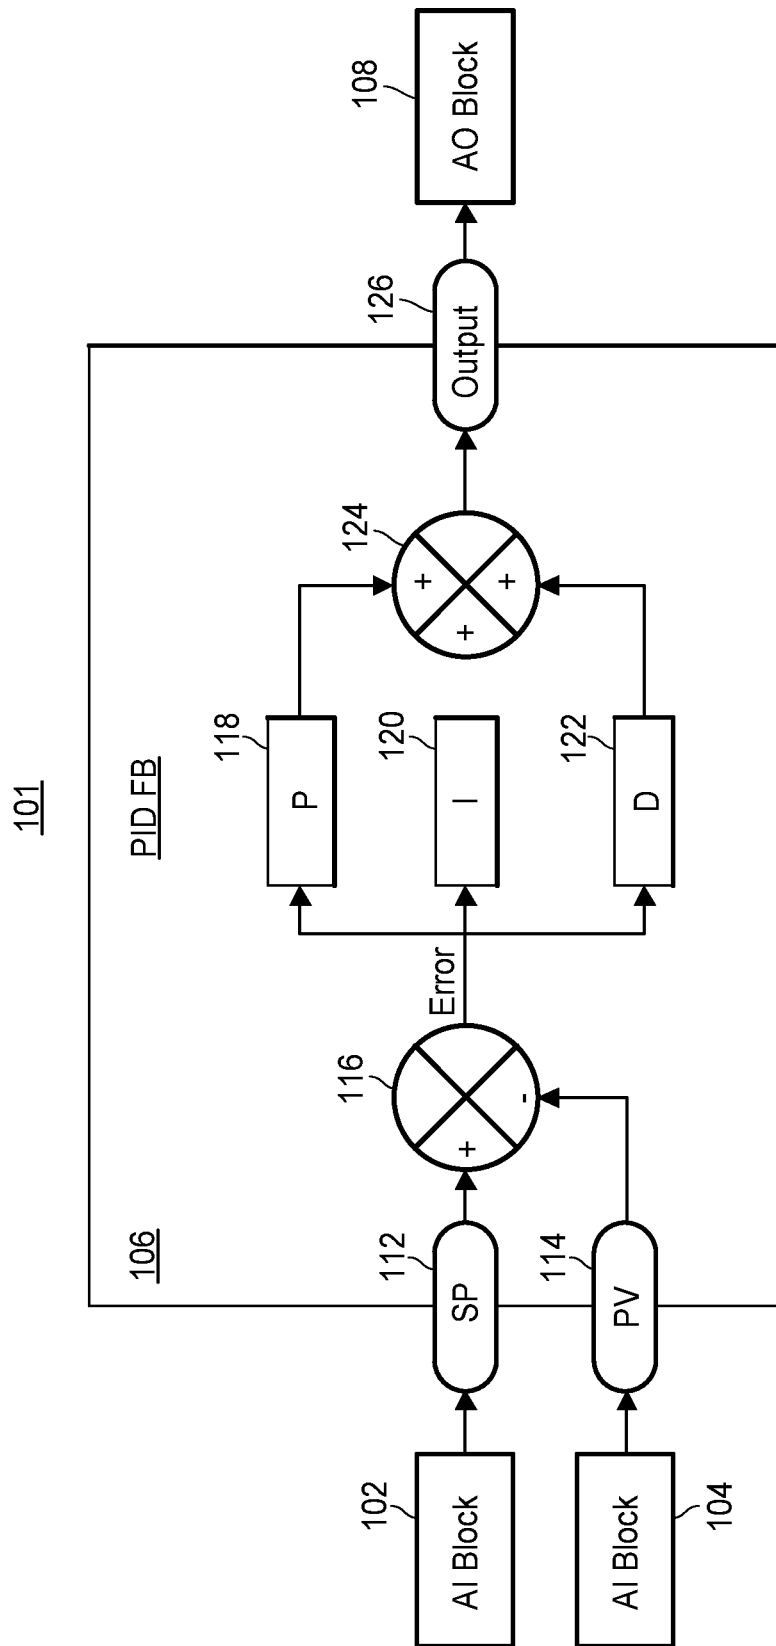 101
106
PID FB
102
AI Block
104
AI Block
112
SP
114
PV
116
+
-
Error
118
P
120
I
122
D
124
+
+
+
126
Output
108
AO Block